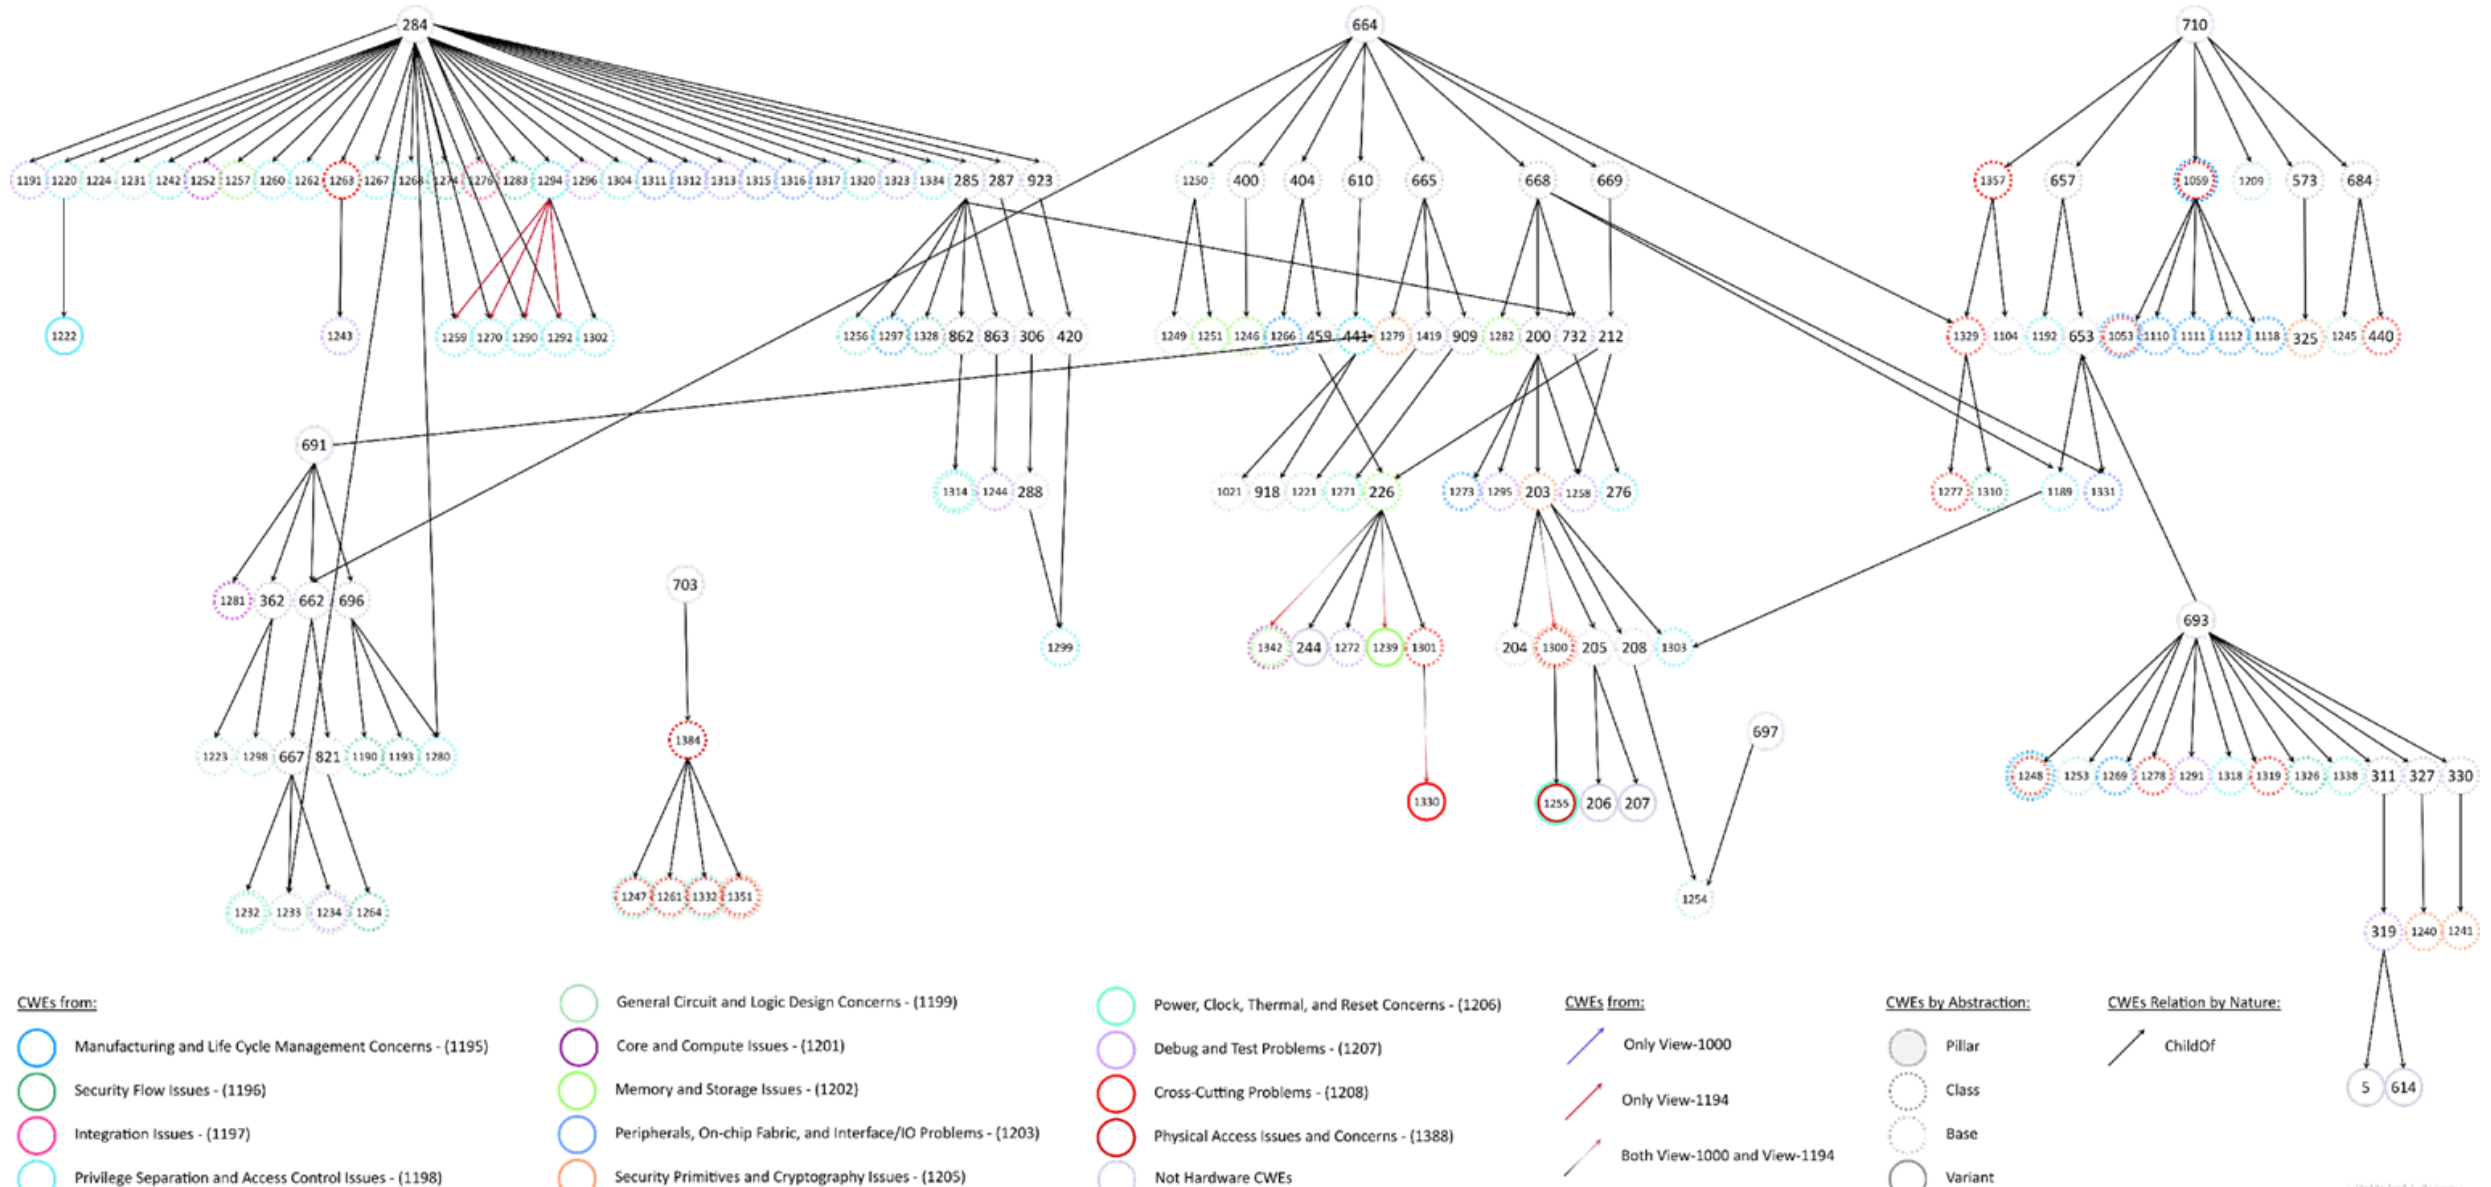 284 664 710
1191 1220 1224 1231 1242 1252 1257 1260 1262 1263 1267 1268 1274 1276 1283 1294 1296 1304 1311 1312 1313 1315 1316 1317 1320 1323 1334 285 287 923 1250 400 404 610 665 668 669 1357 657 1059 1209 573 684
1222 1243 1259 1270 1290 1292 1302 1256 1297 1328 862 863 306 420 1249 1251 1246 1266 459 441 1279 1419 909 1282 200 732 212 1329 1104 1192 653 1053 1110 1111 1112 1118 325 1245 440
691
1314 1244 288 1021 918 1221 1271 226 1273 1295 203 1258 276 1277 1310 1189 1331
703
1281 362 662 696
693
1299 1342 244 1272 1239 1301 204 1300 205 208 1303
697
1384
1223 1298 667 821 1190 1193 1280
1248 1253 1269 1278 1291 1318 1319 1326 1338 311 327 330
1330 1255 206 207
1247 1261 1332 1351 1254
1232 1233 1234 1264
319 1240 1241
5 614
CWEs from:
Manufacturing and Life Cycle Management Concerns - (1195)
Security Flow Issues - (1196)
Integration Issues - (1197)
Privilege Separation and Access Control Issues - (1198)
General Circuit and Logic Design Concerns - (1199)
Core and Compute Issues - (1201)
Memory and Storage Issues - (1202)
Peripherals, On-chip Fabric, and Interface/IO Problems - (1203)
Security Primitives and Cryptography Issues - (1205)
Power, Clock, Thermal, and Reset Concerns - (1206)
Debug and Test Problems - (1207)
Cross-Cutting Problems - (1208)
Physical Access Issues and Concerns - (1388)
Not Hardware CWEs
CWEs from:
Only View-1000
Only View-1194
Both View-1000 and View-1194
CWEs by Abstraction:
Pillar
Class
Base
Variant
CWEs Relation by Nature:
ChildOf